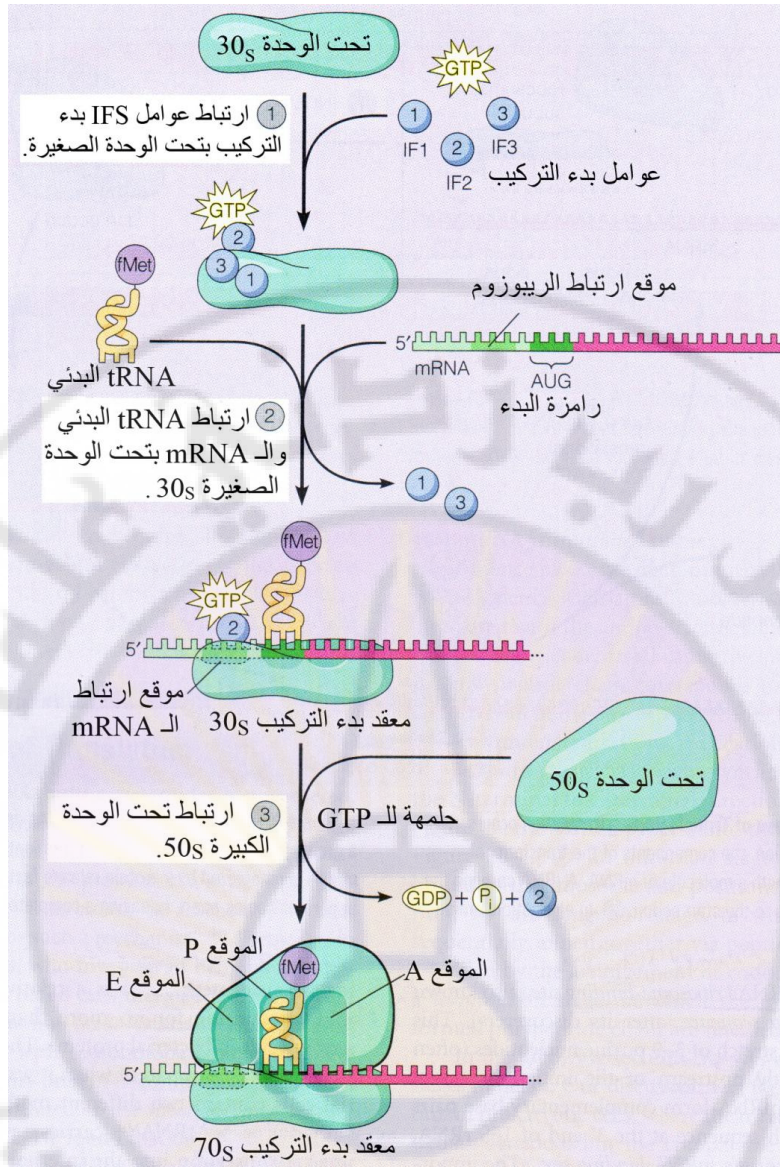 تحت الوحدة 30S
GTP
1 ارتباط عوامل IFS بدء
التركيب بتحت الوحدة الصغيرة.
1
3
IF1
2
IF3
IF2
عوامل بدء التركيب
GTP
2
3
1
fMet
tRNA البدئي
موقع ارتباط الريبوزوم
5′
mRNA
AUG
رامزة البدء
2 ارتباط tRNA البدئي
والـ mRNA بتحت الوحدة
الصغيرة 30S .
1
3
fMet
GTP
2
5′
...
موقع ارتباط
الـ mRNA
معقد بدء التركيب 30S
تحت الوحدة 50S
3 ارتباط تحت الوحدة
الكبيرة 50S.
حلمهة للـ GTP
GDP + Pi + 2
الموقع P
الموقع E
الموقع A
fMet
5′
...
معقد بدء التركيب 70S